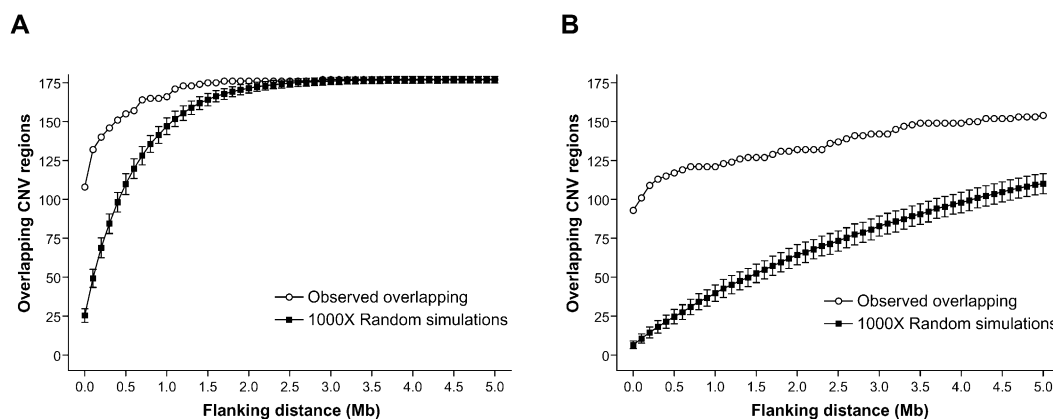 A
B
Overlapping CNV regions
175
150
125
100
75
50
25
0
Observed overlapping
1000X Random simulations
0.0 0.5 1.0 1.5 2.0 2.5 3.0 3.5 4.0 4.5 5.0
Flanking distance (Mb)
Overlapping CNV regions
175
150
125
100
75
50
25
0
Observed overlapping
1000X Random simulations
0.0 0.5 1.0 1.5 2.0 2.5 3.0 3.5 4.0 4.5 5.0
Flanking distance (Mb)